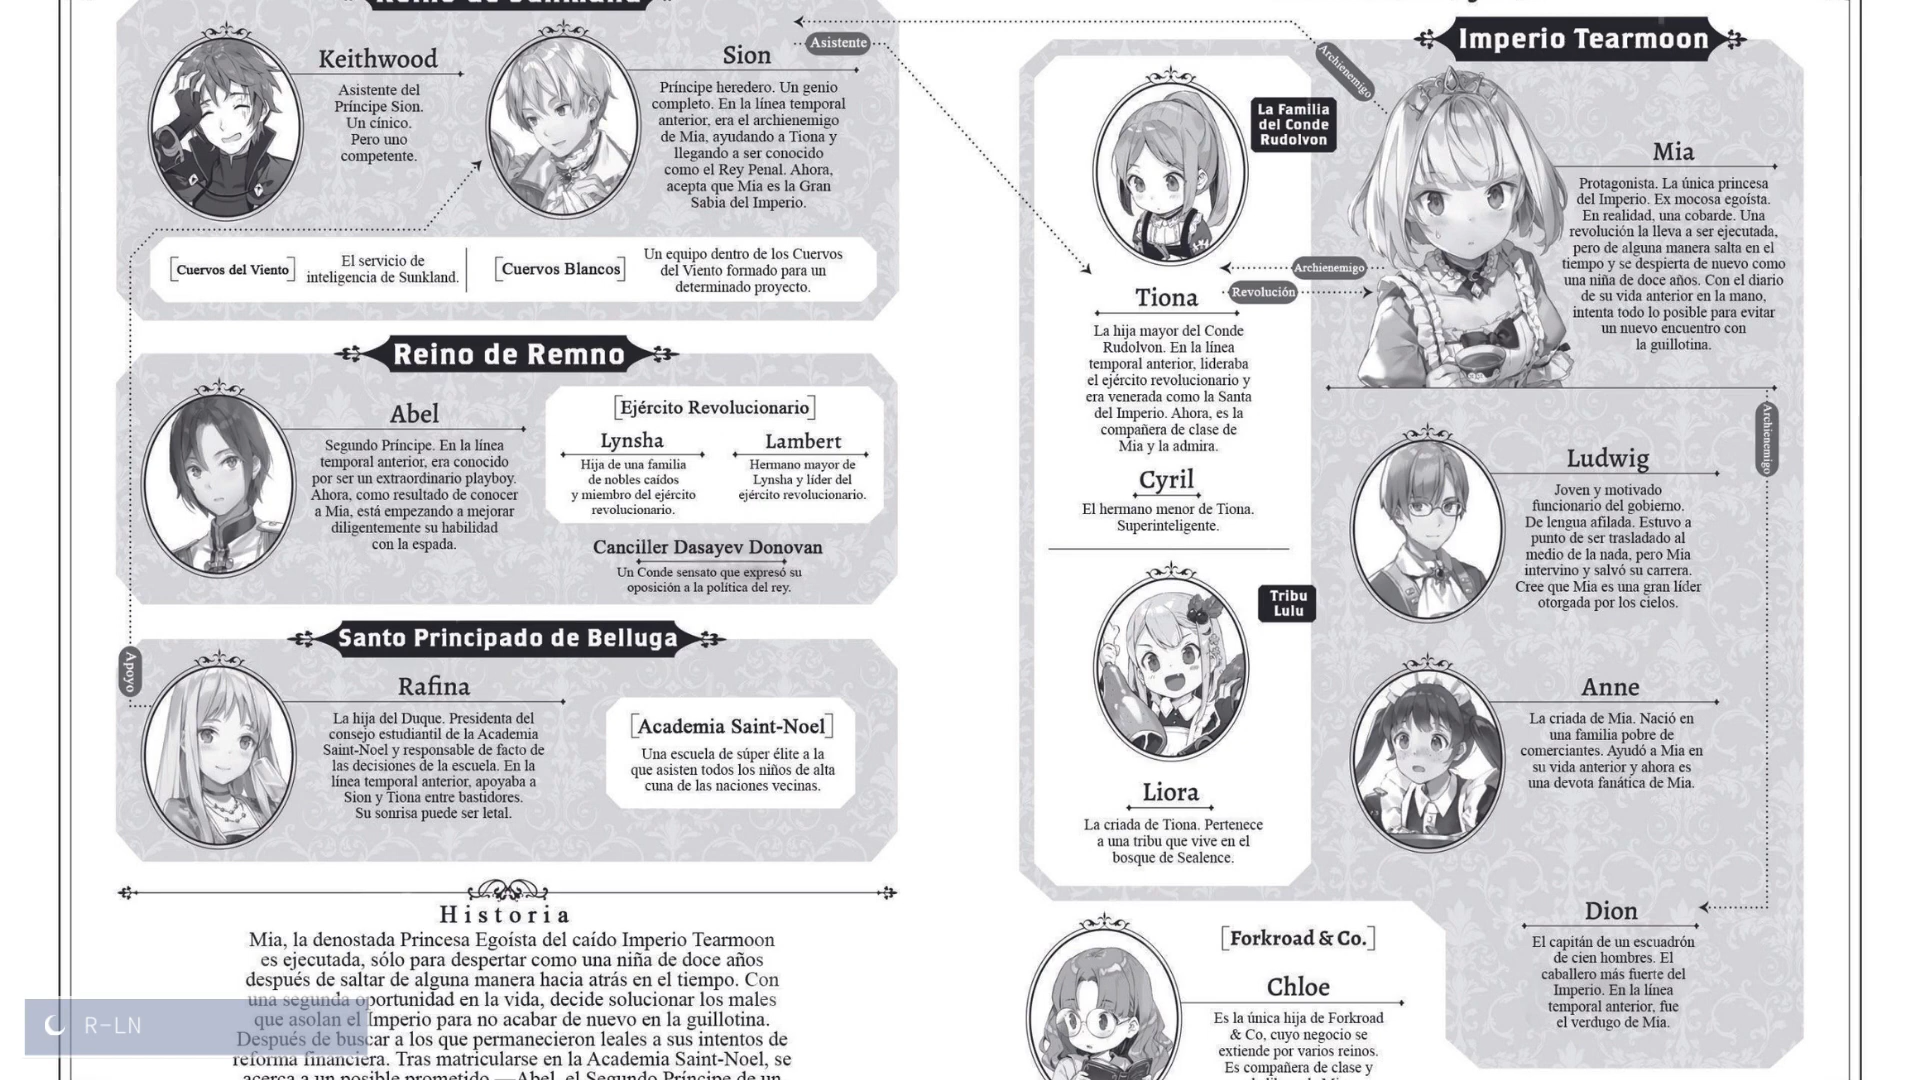 Reino de Sunkland
Keithwood
Asistente del
Príncipe Sion.
Un cínico.
Pero uno
competente.
Sion
Príncipe heredero. Un genio
completo. En la línea temporal
anterior, era el archienemigo
de Mia, ayudando a Tiona y
llegando a ser conocido
como el Rey Penal. Ahora,
acepta que Mia es la Gran
Sabia del Imperio.
[Cuervos del Viento]
El servicio de
inteligencia de Sunkland.
[Cuervos Blancos]
Un equipo dentro de los Cuervos
del Viento formado para un
determinado proyecto.
Asistente
Archienemigo
Reino de Remno
Abel
Segundo Príncipe. En la línea
temporal anterior, era conocido
por ser un extraordinario playboy.
Ahora, como resultado de conocer
a Mia, está empezando a mejorar
diligentemente su habilidad
con la espada.
[Ejército Revolucionario]
Lynsha
Hija de una familia
de nobles caídos
y miembro del ejército
revolucionario.
Lambert
Hermano mayor de
Lynsha y líder del
ejército revolucionario.
Canciller Dasayev Donovan
Un Conde sensato que expresó su
oposición a la política del rey.
Santo Principado de Belluga
Apoyo
Rafina
La hija del Duque. Presidenta del
consejo estudiantil de la Academia
Saint-Noel y responsable de facto de
las decisiones de la escuela. En la
línea temporal anterior, apoyaba a
Sion y Tiona entre bastidores.
Su sonrisa puede ser letal.
[Academia Saint-Noel]
Una escuela de súper élite a la
que asisten todos los niños de alta
cuna de las naciones vecinas.
Historia
Mia, la denostada Princesa Egoísta del caído Imperio Tearmoon
es ejecutada, sólo para despertar como una niña de doce años
después de saltar de alguna manera hacia atrás en el tiempo. Con
una segunda oportunidad en la vida, decide solucionar los males
que asolan el Imperio para no acabar de nuevo en la guillotina.
Después de buscar a los que permanecieron leales a sus intentos de
reforma financiera. Tras matricularse en la Academia Saint-Noel, se
acerca a un posible prometido —Abel, el Segundo Príncipe de un
R-LN
Imperio Tearmoon
La Familia
del Conde
Rudolvon
Tiona
La hija mayor del Conde
Rudolvon. En la línea
temporal anterior, lideraba
el ejército revolucionario y
era venerada como la Santa
del Imperio. Ahora, es la
compañera de clase de
Mia y la admira.
Cyril
El hermano menor de Tiona.
Superinteligente.
Archienemigo
Revolución
Tribu
Lulu
Liora
La criada de Tiona. Pertenece
a una tribu que vive en el
bosque de Sealence.
Mia
Protagonista. La única princesa
del Imperio. Ex mocosa egoísta.
En realidad, una cobarde. Una
revolución la lleva a ser ejecutada,
pero de alguna manera salta en el
tiempo y se despierta de nuevo como
una niña de doce años. Con el diario
de su vida anterior en la mano,
intenta todo lo posible para evitar
un nuevo encuentro con
la guillotina.
Archienemigo
Ludwig
Joven y motivado
funcionario del gobierno.
De lengua afilada. Estuvo a
punto de ser trasladado al
medio de la nada, pero Mia
intervino y salvó su carrera.
Cree que Mia es una gran líder
otorgada por los cielos.
Anne
La criada de Mia. Nació en
una familia pobre de
comerciantes. Ayudó a Mia en
su vida anterior y ahora es
una devota fanática de Mia.
Dion
El capitán de un escuadrón
de cien hombres. El
caballero más fuerte del
Imperio. En la línea
temporal anterior, fue
el verdugo de Mia.
[Forkroad & Co.]
Chloe
Es la única hija de Forkroad
& Co, cuyo negocio se
extiende por varios reinos.
Es compañera de clase y